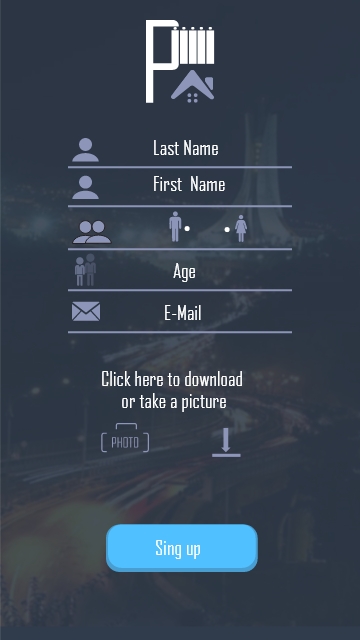 Last Name
First Name
Age
E-Mail
Click here to download
or take a picture
PHOTO
Sing up